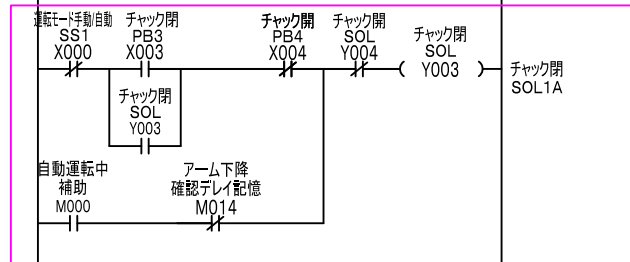 運転モード手動/自動
SS1
X000
チャック閉
PB3
X003
チャック開
PB4
X004
チャック開
SOL
Y004
チャック閉
SOL
Y003
チャック閉
SOL1A
チャック閉
SOL
Y003
自動運転中
補助
M000
アーム下降
確認デレイ記憶
M014